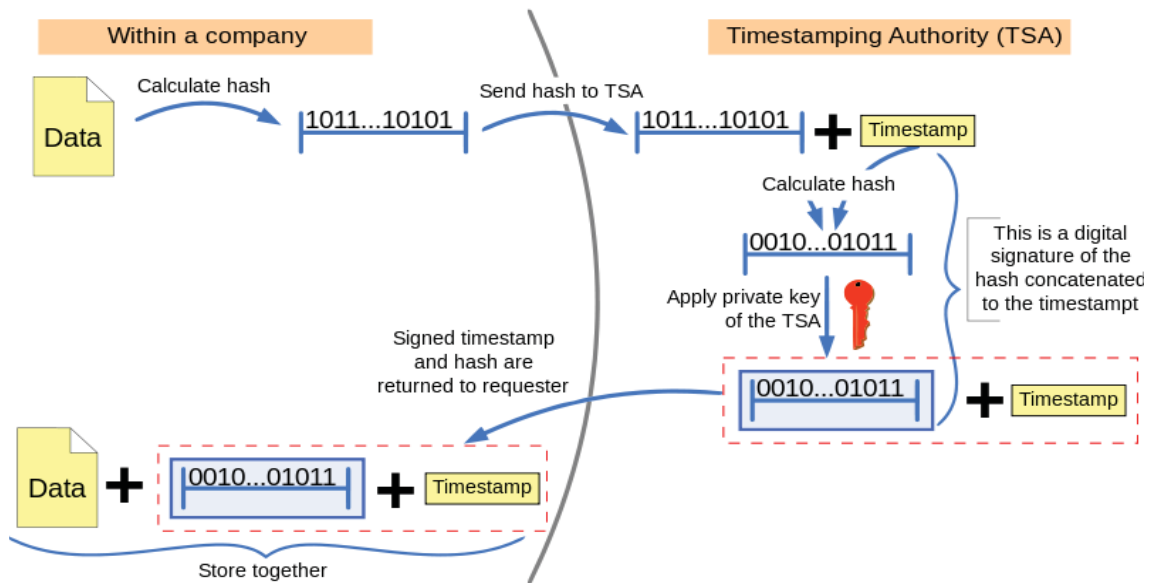 Within a company
Timestamping Authority (TSA)
Calculate hash
Send hash to TSA
Data
1011...10101
1011...10101
Timestamp
Calculate hash
0010...01011
This is a digital
signature of the
hash concatenated
to the timestampt
Apply private key
of the TSA
Signed timestamp
and hash are
returned to requester
0010...01011
Timestamp
Data
0010...01011
Timestamp
Store together